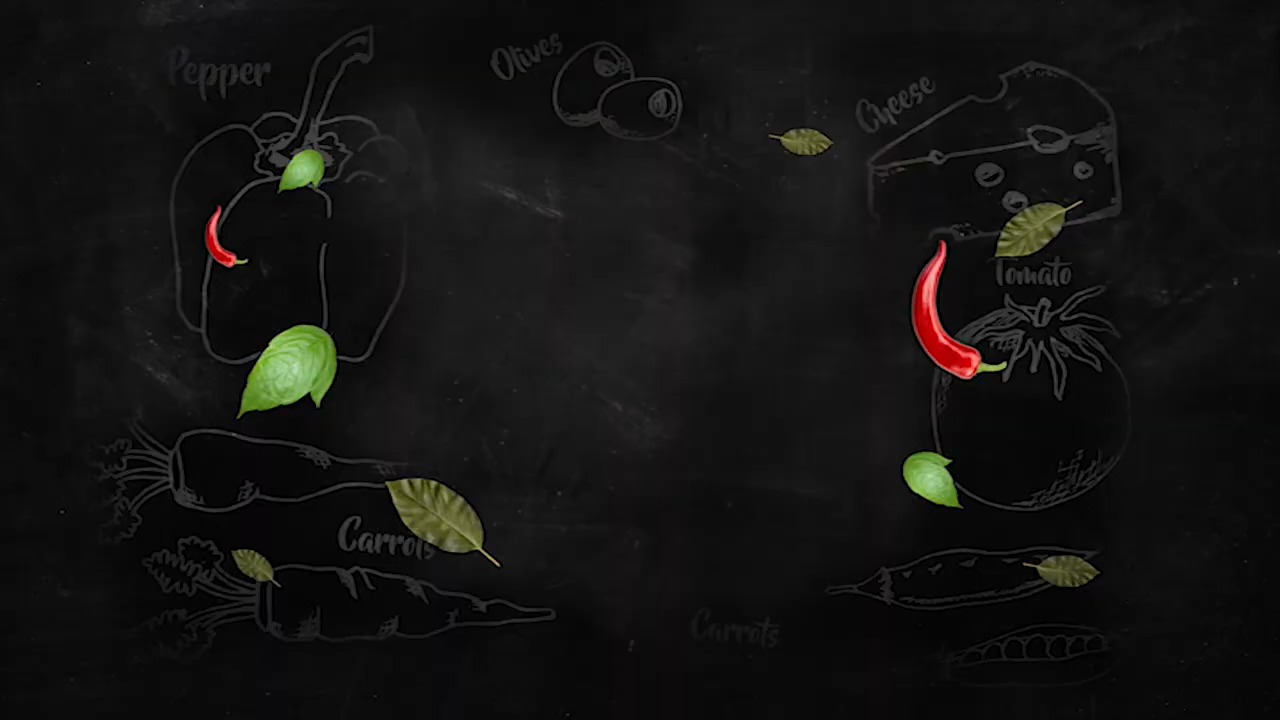 Pepper
Olives
Cheese
Tomato
Carrots
Carrots